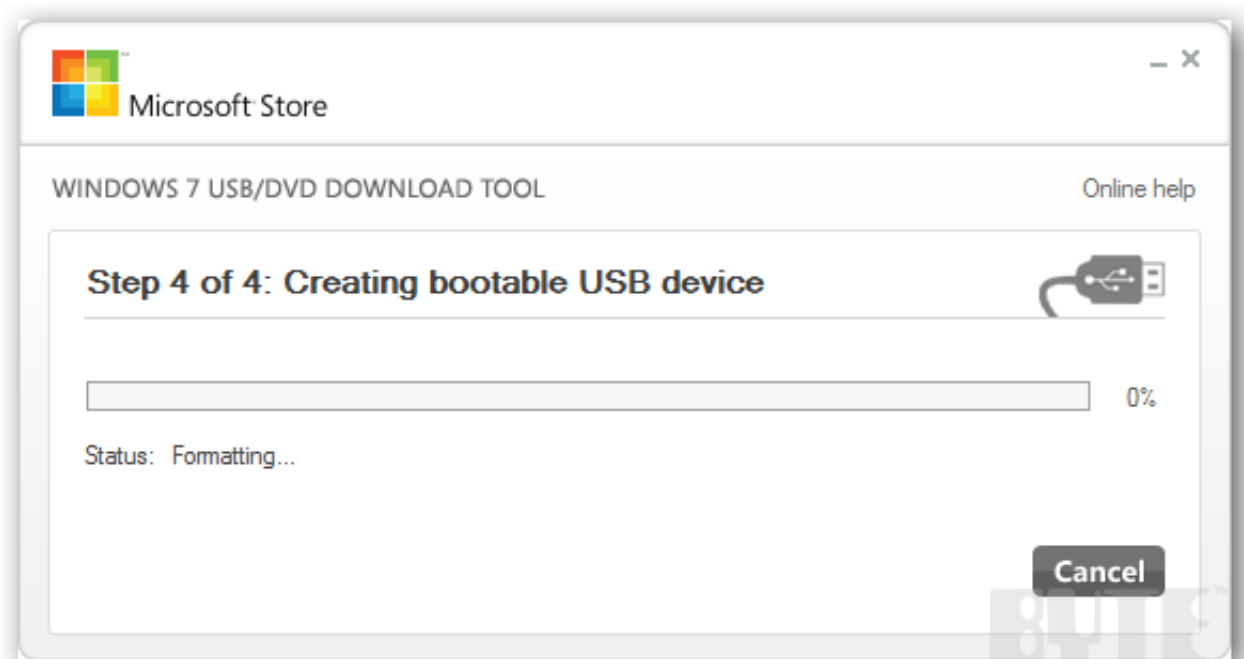 Microsoft Store
WINDOWS 7 USB/DVD DOWNLOAD TOOL
Online help
Step 4 of 4: Creating bootable USB device
0%
Status: Formatting...
Cancel
BYTE